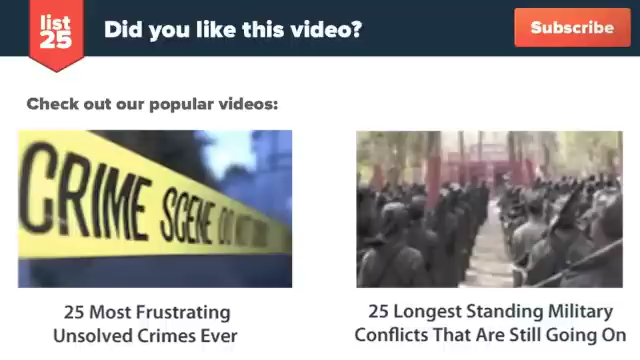 list
25
Did you like this video?
Subscribe
Check out our popular videos:
CRIME SCENE DO NOT
25 Most Frustrating
Unsolved Crimes Ever
25 Longest Standing Military
Conflicts That Are Still Going On